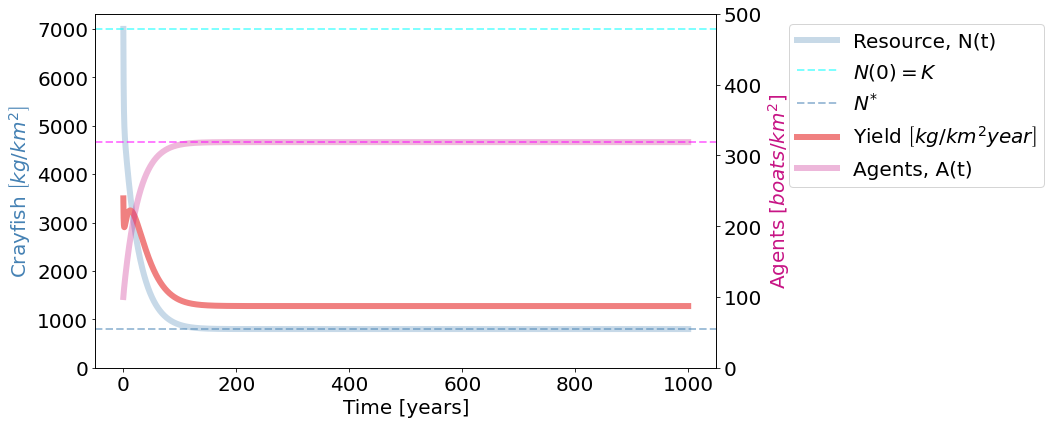 7000
6000
5000
4000
3000
2000
1000
0
Crayfish [kg/km²]
0
200
400
600
800
1000
Time [years]
500
400
300
200
100
0
Agents [boats/km²]
Resource, N(t)
N(0) = K
N*
Yield [kg/km²year]
Agents, A(t)